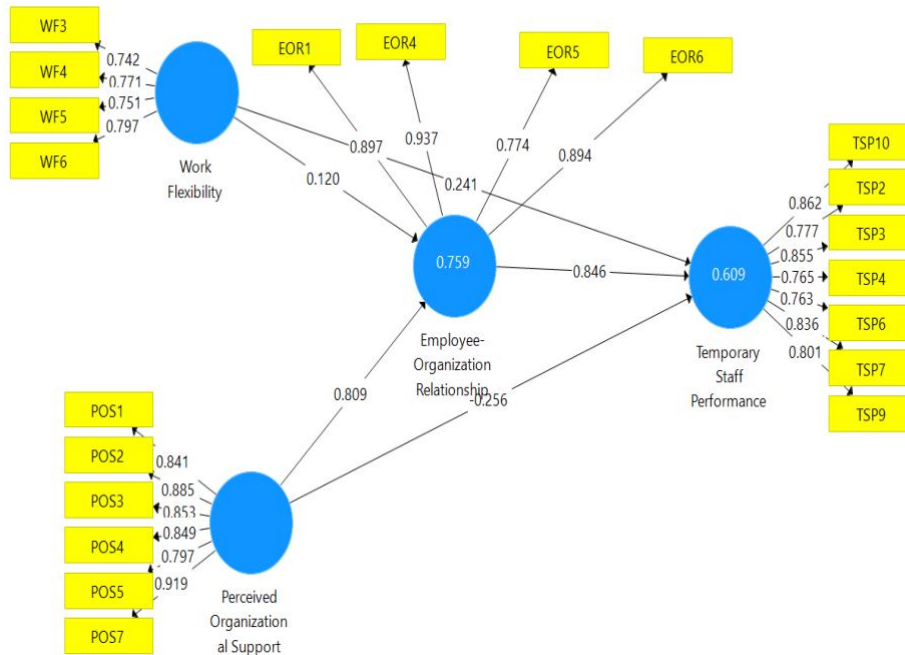 WF3
WF4
WF5
WF6
0.742
0.771
0.751
0.797
Work
Flexibility
EOR1
EOR4
EOR5
EOR6
0.897
0.937
0.774
0.894
0.120
0.241
0.759
Employee-
Organization
Relationship
0.846
0.809
-0.256
0.609
Temporary
Staff
Performance
TSP10
TSP2
TSP3
TSP4
TSP6
TSP7
TSP9
0.862
0.777
0.855
0.765
0.763
0.836
0.801
POS1
POS2
POS3
POS4
POS5
POS7
0.841
0.885
0.853
0.849
0.797
0.919
Perceived
Organization
al Support